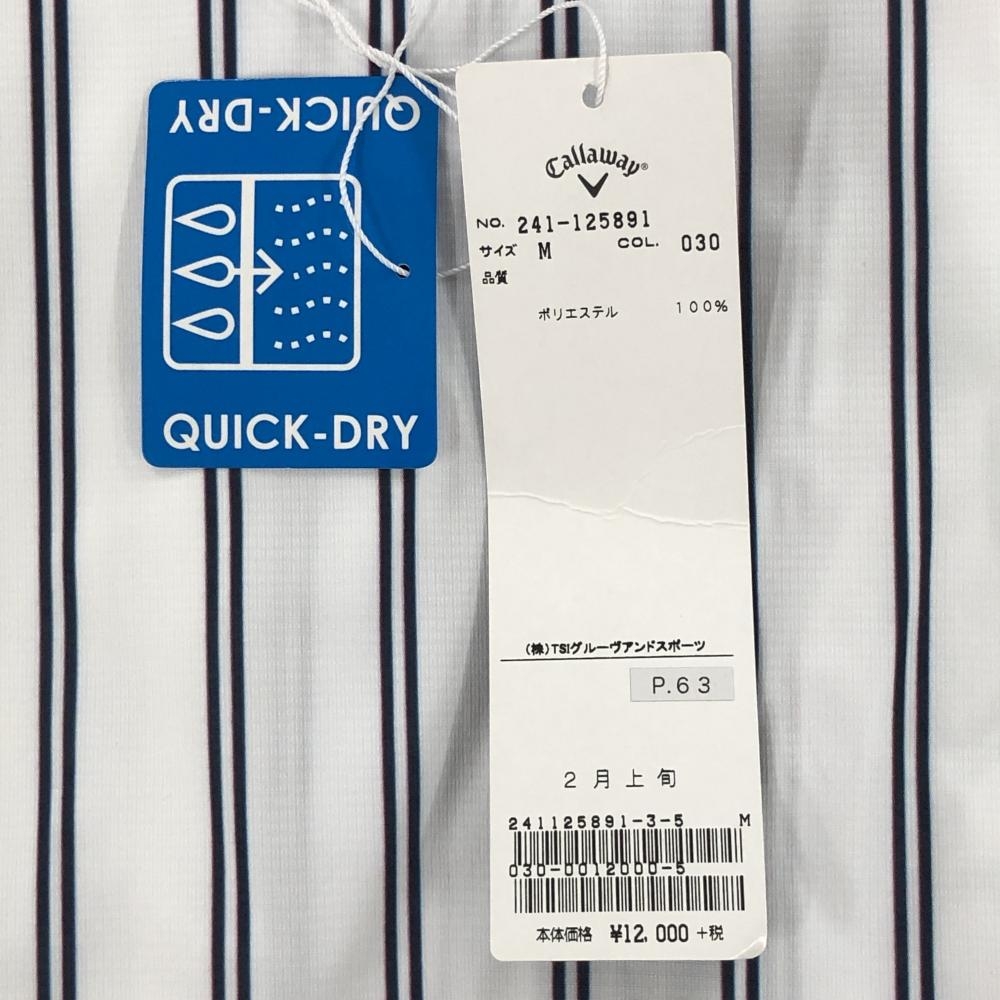 QUICK-DRY
QUICK-DRY
Callaway®
NO. 241-125891
サイズ M COL. 030
品質
ポリエステル 100%
(株)TSIグルーヴアンドスポーツ
P.63
2月上旬
241125891-3-5 M
030-0012000-5
本体価格 ¥12,000 +税